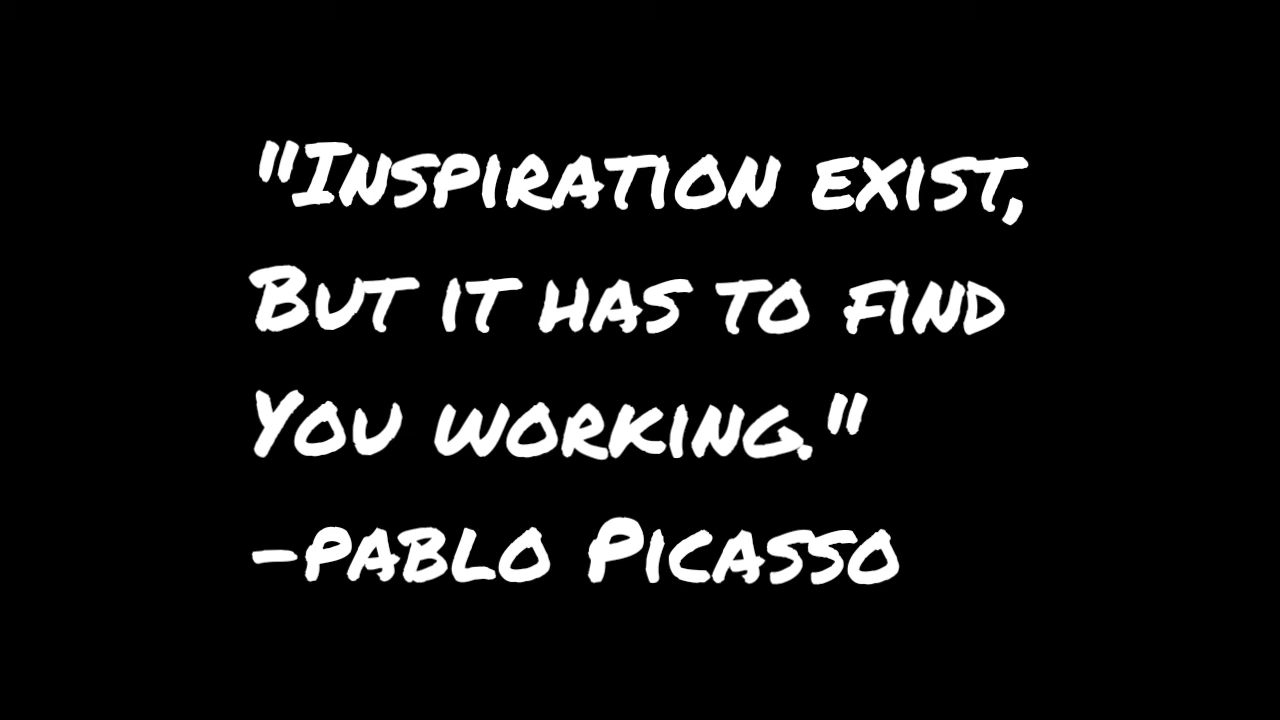 "Inspiration exist,
But it has to find
You working."
-pablo Picasso